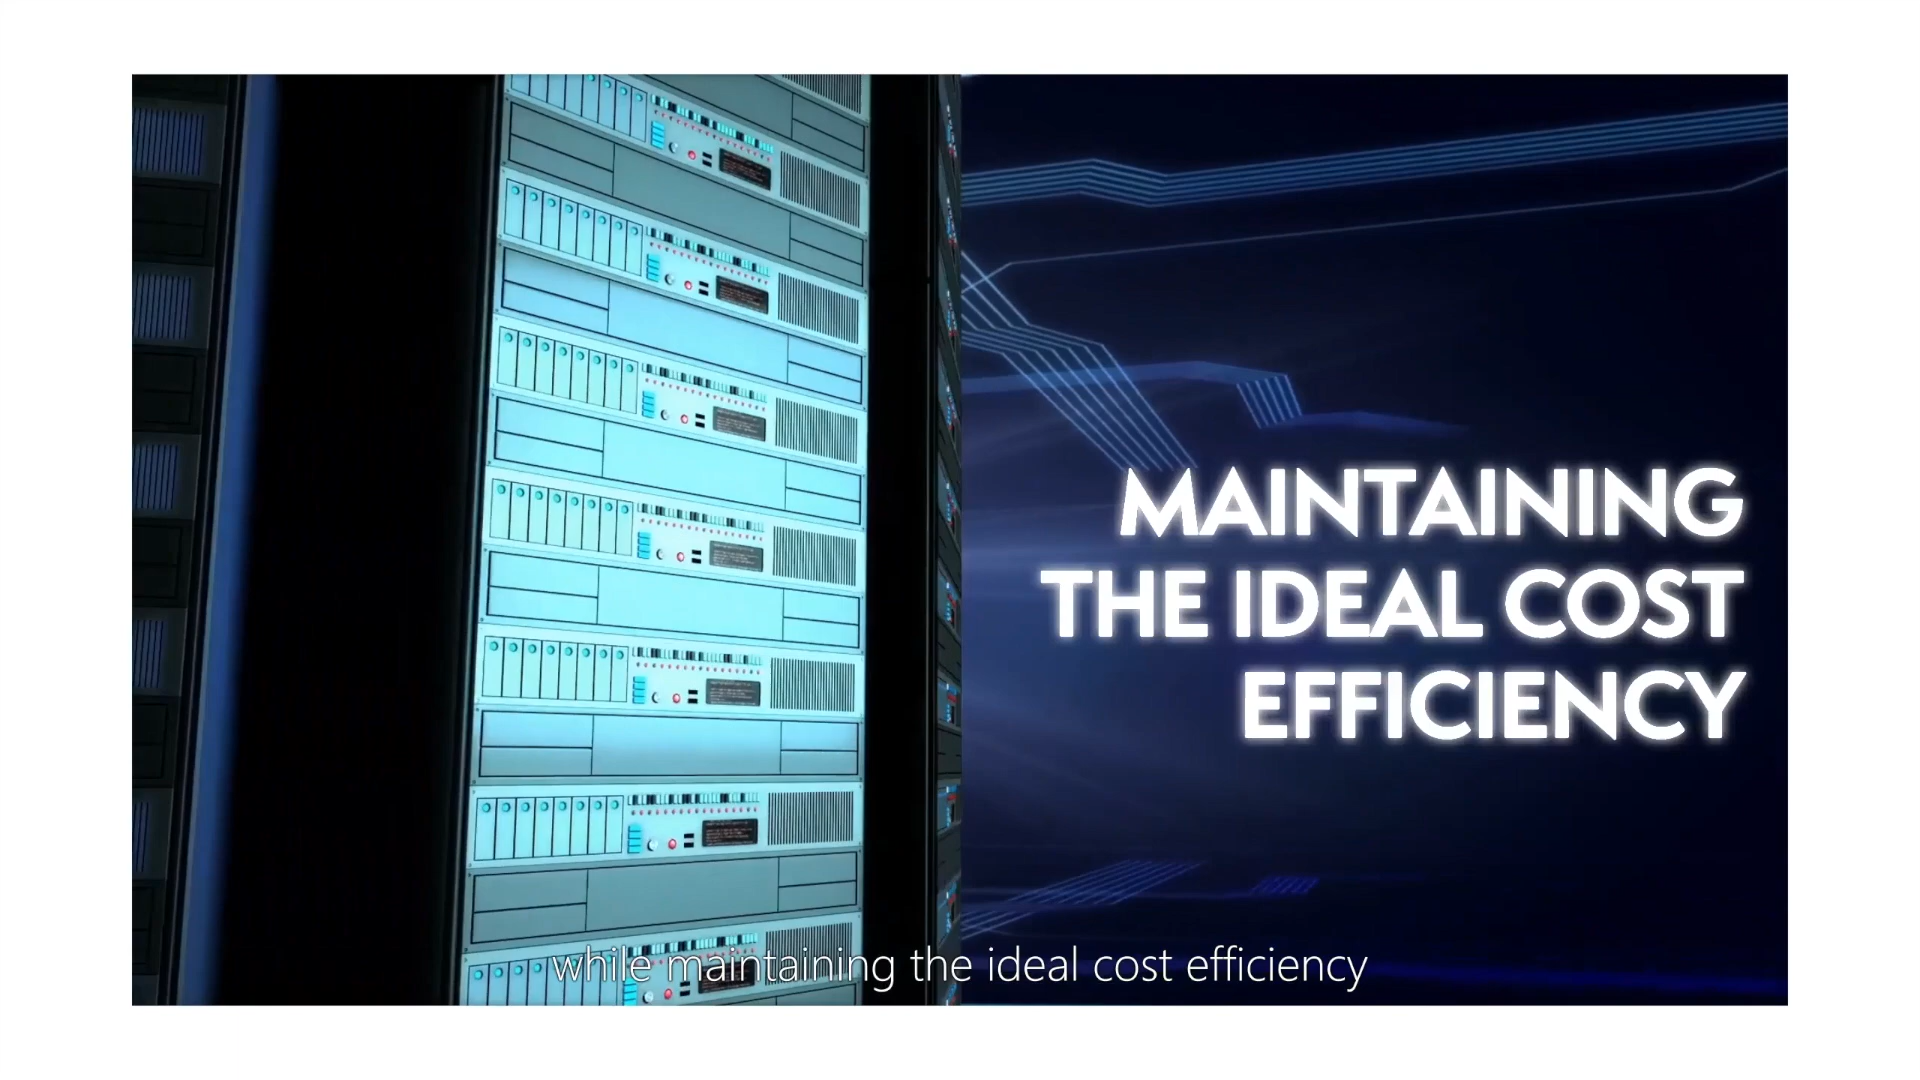 MAINTAINING
THE IDEAL COST
EFFICIENCY
while maintaining the ideal cost efficiency